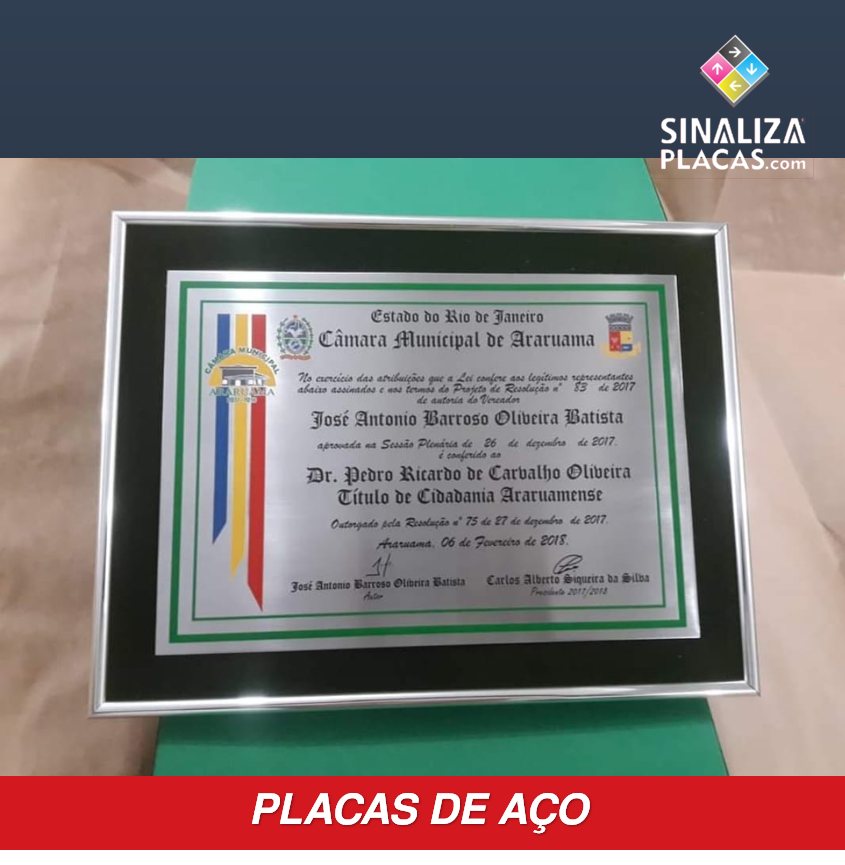 SINALIZA
PLACAS.com
Estado do Rio de Janeiro
Câmara Municipal de Araruama
CÂMARA MUNICIPAL
ARARUAMA
No exercício das atribuições que a Lei confere aos legítimos representantes
abaixo assinados e nos termos do Projeto de Resolução nº 83 de 2017
de autoria do Vereador
José Antonio Barroso Oliveira Batista
aprovada na Sessão Plenária de 26 de dezembro de 2017.
é conferido ao
Dr. Pedro Ricardo de Carvalho Oliveira
Título de Cidadania Araruamense
Outorgado pela Resolução nº 75 de 27 de dezembro de 2017.
Araruama, 06 de Fevereiro de 2018.
José Antonio Barroso Oliveira Batista
Autor
Carlos Alberto Siqueira da Silva
Presidente 2017/2018
PLACAS DE AÇO